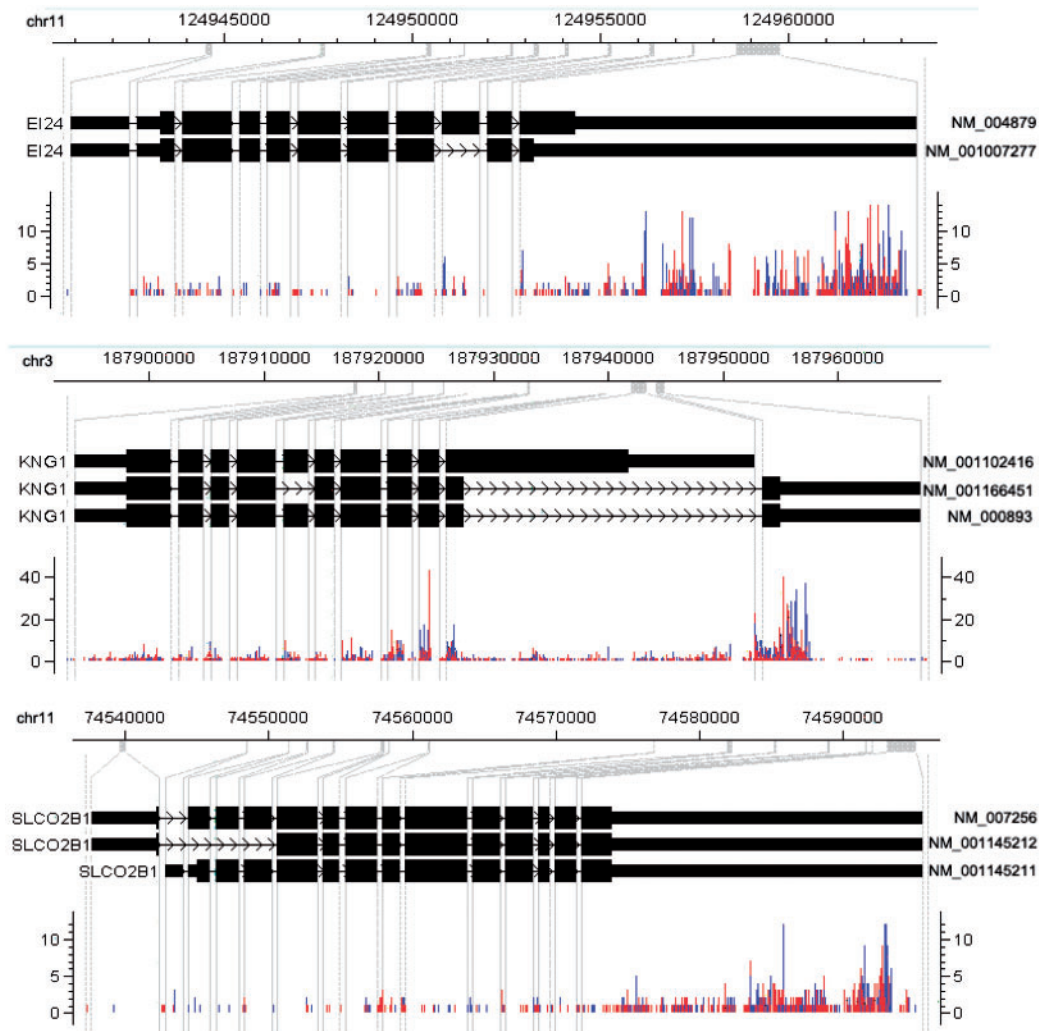 chr11 124945000 124950000 124955000 124960000
EI24 NM_004879
EI24 NM_001007277
10 10
5 5
0 0
chr3 187900000 187910000 187920000 187930000 187940000 187950000 187960000
KNG1 NM_001102416
KNG1 NM_001166451
KNG1 NM_000893
40 40
20 20
0 0
chr11 74540000 74550000 74560000 74570000 74580000 74590000
SLCO2B1 NM_007256
SLCO2B1 NM_001145212
SLCO2B1 NM_001145211
10 10
5 5
0 0